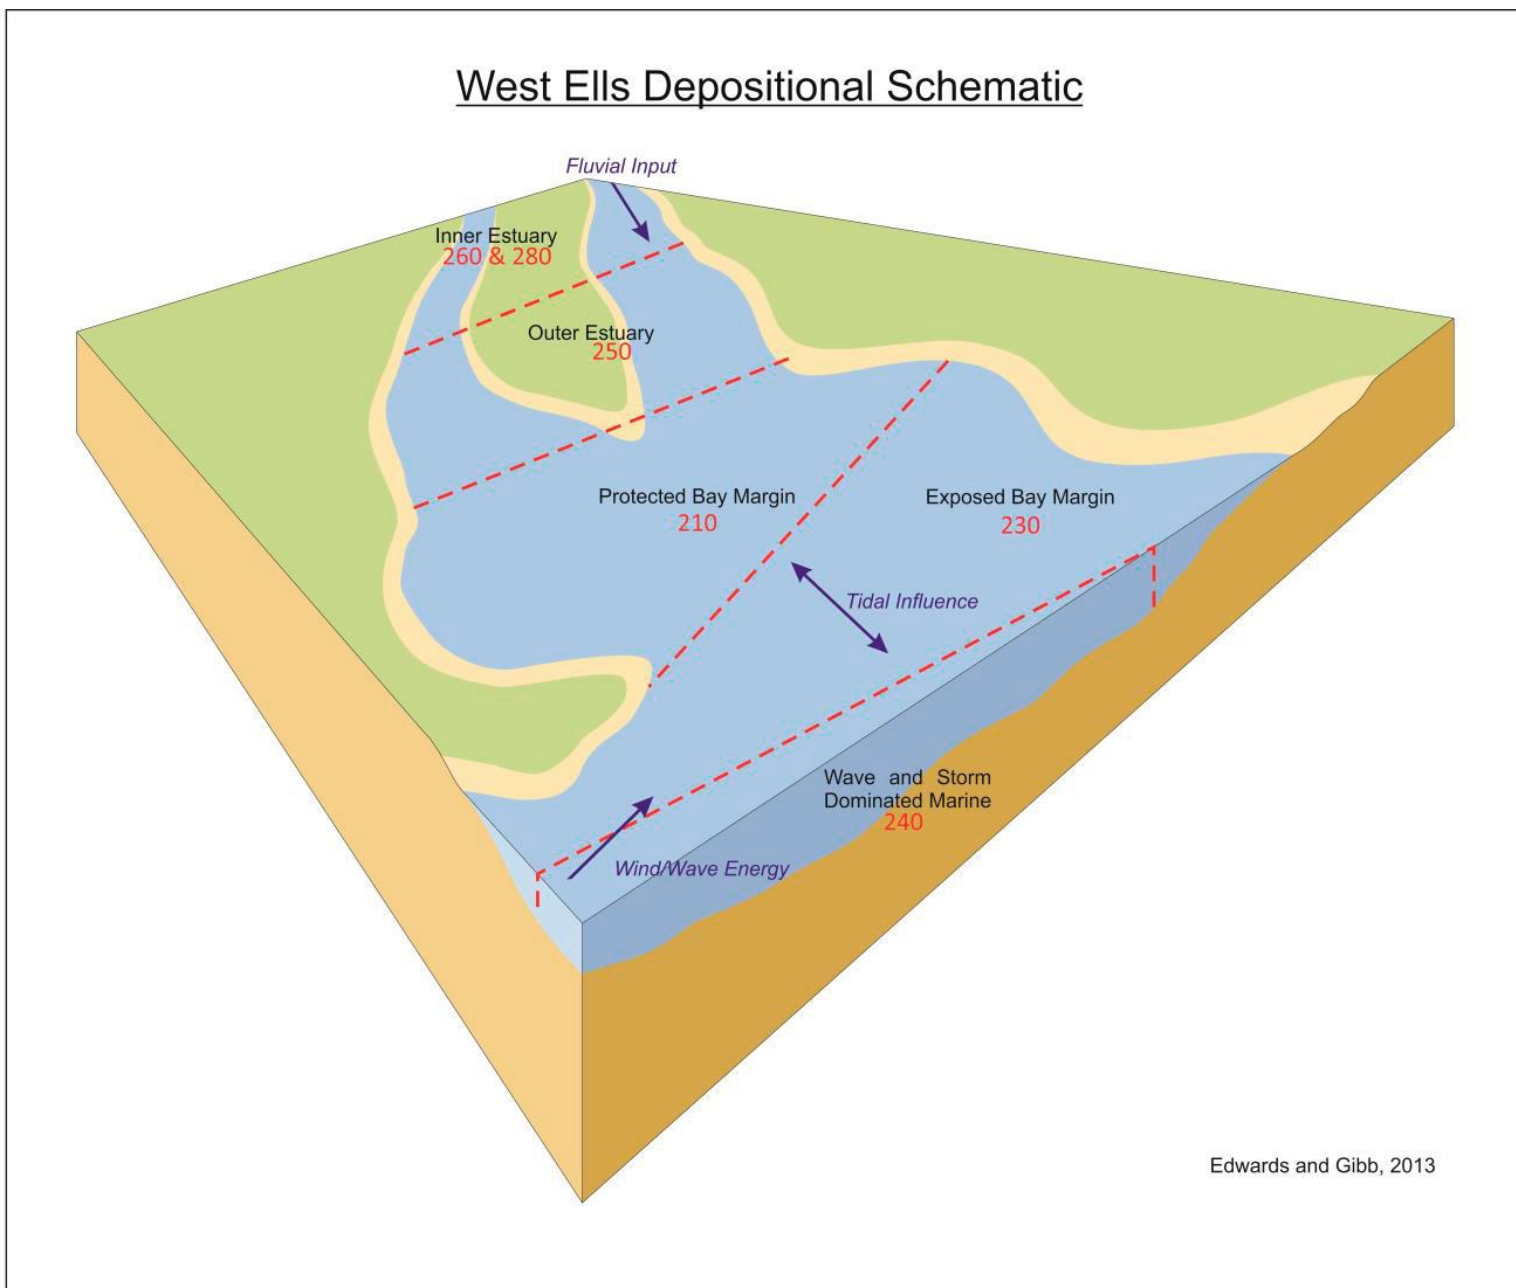 West Ells Depositional Schematic
Fluvial Input
Inner Estuary
260 & 280
Outer Estuary
250
Protected Bay Margin
210
Exposed Bay Margin
230
Tidal Influence
Wave and Storm
Dominated Marine
240
Wind/Wave Energy
Edwards and Gibb, 2013